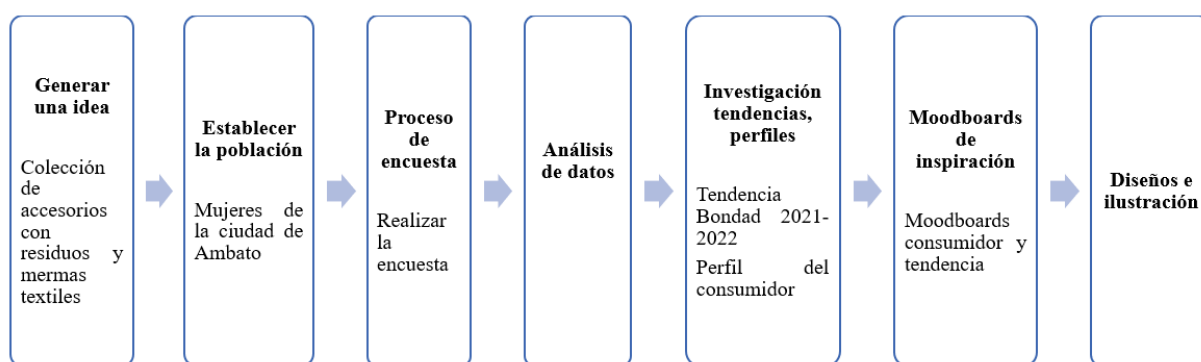 Generar
una idea
Colección
de
accesorios
con
residuos y
mermas
textiles
Establecer
la población
Mujeres de
la ciudad de
Ambato
Proceso
de
encuesta
Realizar
la
encuesta
Análisis
de datos
Investigación
tendencias,
perfiles
Tendencia
Bondad 2021-
2022
Perfil del
consumidor
Moodboards
de
inspiración
Moodboards
consumidor y
tendencia
Diseños e
ilustración